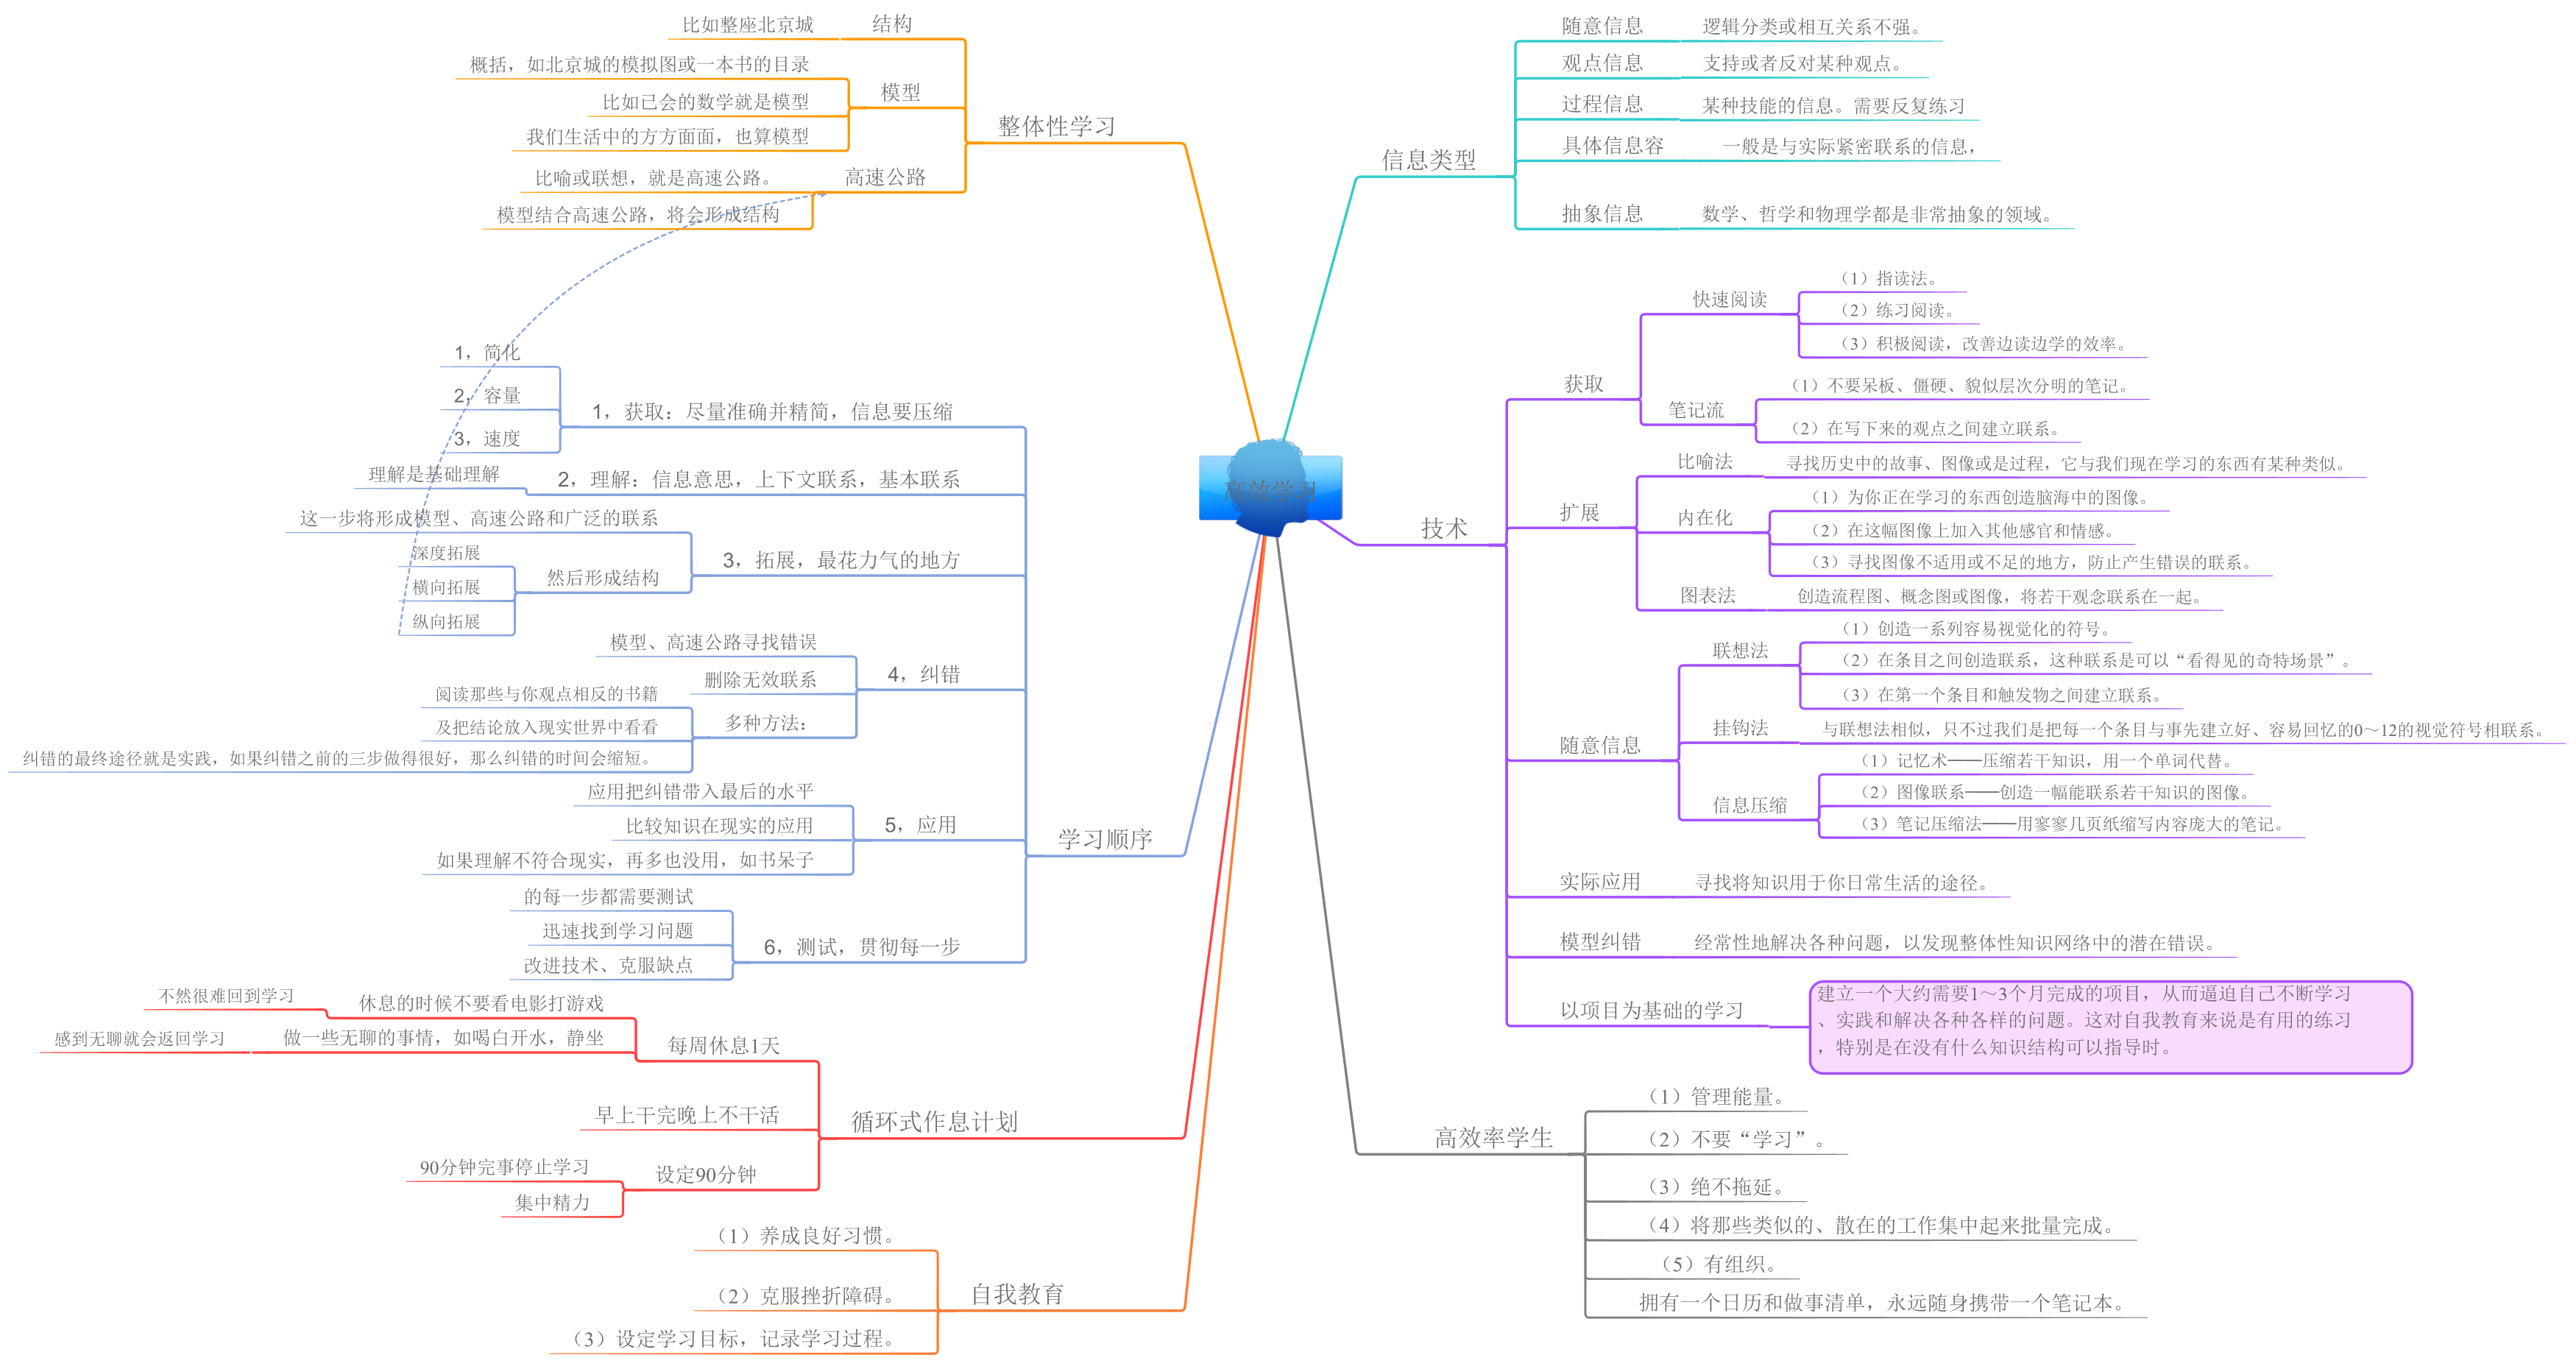 高效学习
整体性学习
结构
比如整座北京城
模型
概括，如北京城的模拟图或一本书的目录
比如已会的数学就是模型
我们生活中的方方面面，也算模型
高速公路
比喻或联想，就是高速公路。
模型结合高速公路，将会形成结构
学习顺序
1，获取：尽量准确并精简，信息要压缩
1，简化
2，容量
3，速度
2，理解：信息意思，上下文联系，基本联系
理解是基础理解
3，拓展，最花力气的地方
这一步将形成模型、高速公路和广泛的联系
然后形成结构
深度拓展
横向拓展
纵向拓展
4，纠错
模型、高速公路寻找错误
删除无效联系
多种方法：
阅读那些与你观点相反的书籍
及把结论放入现实世界中看看
纠错的最终途径就是实践，如果纠错之前的三步做得很好，那么纠错的时间会缩短。
5，应用
应用把纠错带入最后的水平
比较知识在现实的应用
如果理解不符合现实，再多也没用，如书呆子
6，测试，贯彻每一步
的每一步都需要测试
迅速找到学习问题
改进技术、克服缺点
循环式作息计划
每周休息1天
休息的时候不要看电影打游戏
不然很难回到学习
做一些无聊的事情，如喝白开水，静坐
感到无聊就会返回学习
早上干完晚上不干活
设定90分钟
90分钟完事停止学习
集中精力
自我教育
（1）养成良好习惯。
（2）克服挫折障碍。
（3）设定学习目标，记录学习过程。
信息类型
随意信息
逻辑分类或相互关系不强。
观点信息
支持或者反对某种观点。
过程信息
某种技能的信息。需要反复练习
具体信息容
一般是与实际紧密联系的信息，
抽象信息
数学、哲学和物理学都是非常抽象的领域。
技术
获取
快速阅读
（1）指读法。
（2）练习阅读。
（3）积极阅读，改善边读边学的效率。
笔记流
（1）不要呆板、僵硬、貌似层次分明的笔记。
（2）在写下来的观点之间建立联系。
扩展
比喻法
寻找历史中的故事、图像或是过程，它与我们现在学习的东西有某种类似。
内在化
（1）为你正在学习的东西创造脑海中的图像。
（2）在这幅图像上加入其他感官和情感。
（3）寻找图像不适用或不足的地方，防止产生错误的联系。
图表法
创造流程图、概念图或图像，将若干观念联系在一起。
随意信息
联想法
（1）创造一系列容易视觉化的符号。
（2）在条目之间创造联系，这种联系是可以“看得见的奇特场景”。
（3）在第一个条目和触发物之间建立联系。
挂钩法
与联想法相似，只不过我们是把每一个条目与事先建立好、容易回忆的0～12的视觉符号相联系。
信息压缩
（1）记忆术——压缩若干知识，用一个单词代替。
（2）图像联系——创造一幅能联系若干知识的图像。
（3）笔记压缩法——用寥寥几页纸缩写内容庞大的笔记。
实际应用
寻找将知识用于你日常生活的途径。
模型纠错
经常性地解决各种问题，以发现整体性知识网络中的潜在错误。
以项目为基础的学习
建立一个大约需要1～3个月完成的项目，从而逼迫自己不断学习
、实践和解决各种各样的问题。这对自我教育来说是有用的练习
，特别是在没有什么知识结构可以指导时。
高效率学生
（1）管理能量。
（2）不要“学习”。
（3）绝不拖延。
（4）将那些类似的、散在的工作集中起来批量完成。
（5）有组织。
拥有一个日历和做事清单，永远随身携带一个笔记本。